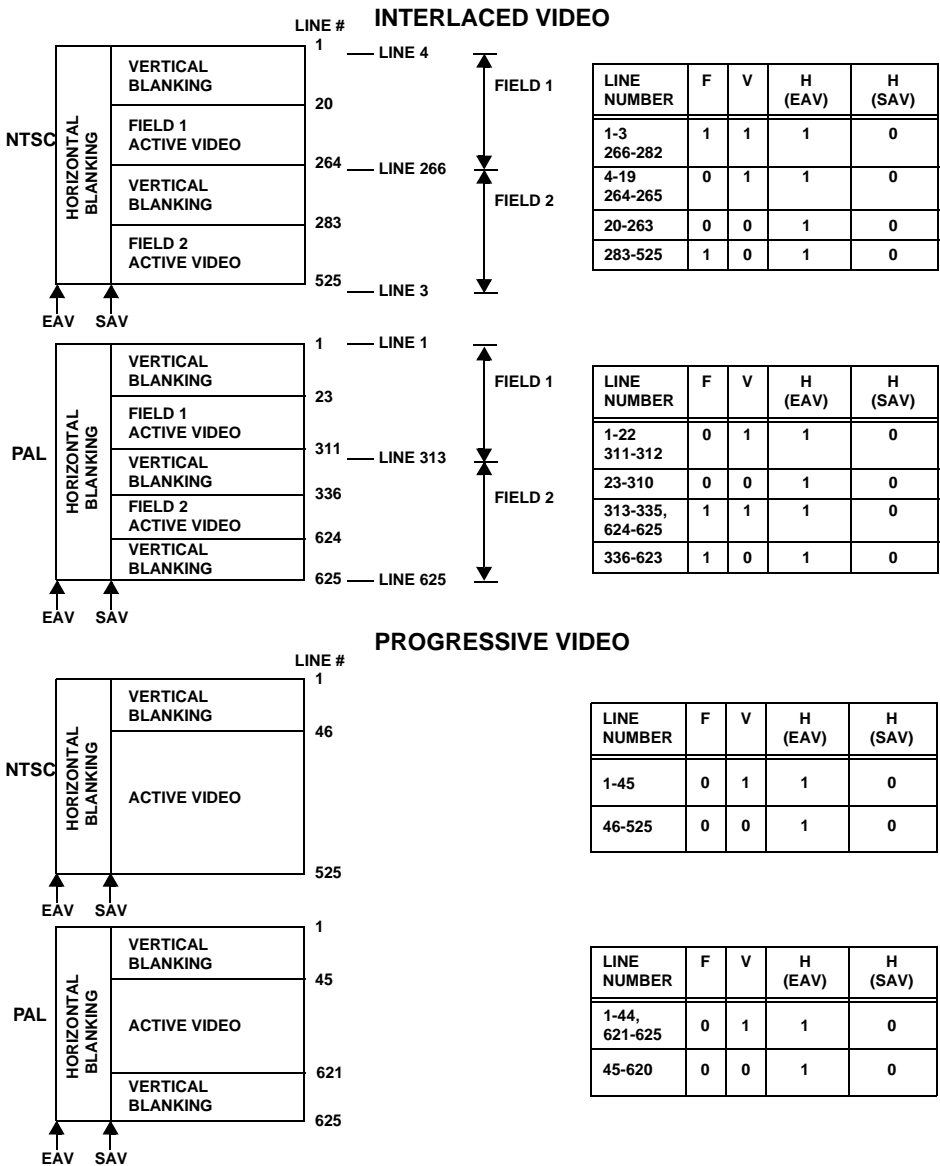 INTERLACED VIDEO
LINE #
NTSC
HORIZONTAL
BLANKING
VERTICAL
BLANKING
FIELD 1
ACTIVE VIDEO
VERTICAL
BLANKING
FIELD 2
ACTIVE VIDEO
1
20
264
283
525
LINE 4
LINE 266
LINE 3
FIELD 1
FIELD 2
EAV SAV
LINE NUMBER F V H (EAV) H (SAV)
1-3 266-282 1 1 1 0
4-19 264-265 0 1 1 0
20-263 0 0 1 0
283-525 1 0 1 0
PAL
HORIZONTAL
BLANKING
VERTICAL
BLANKING
FIELD 1
ACTIVE VIDEO
VERTICAL
BLANKING
FIELD 2
ACTIVE VIDEO
VERTICAL
BLANKING
1
23
311
336
624
625
LINE 1
LINE 313
LINE 625
FIELD 1
FIELD 2
EAV SAV
LINE NUMBER F V H (EAV) H (SAV)
1-22 311-312 0 1 1 0
23-310 0 0 1 0
313-335, 624-625 1 1 1 0
336-623 1 0 1 0
PROGRESSIVE VIDEO
LINE #
NTSC
HORIZONTAL
BLANKING
VERTICAL
BLANKING
ACTIVE VIDEO
1
46
525
EAV SAV
LINE NUMBER F V H (EAV) H (SAV)
1-45 0 1 1 0
46-525 0 0 1 0
PAL
HORIZONTAL
BLANKING
VERTICAL
BLANKING
ACTIVE VIDEO
VERTICAL
BLANKING
1
45
621
625
EAV SAV
LINE NUMBER F V H (EAV) H (SAV)
1-44, 621-625 0 1 1 0
45-620 0 0 1 0